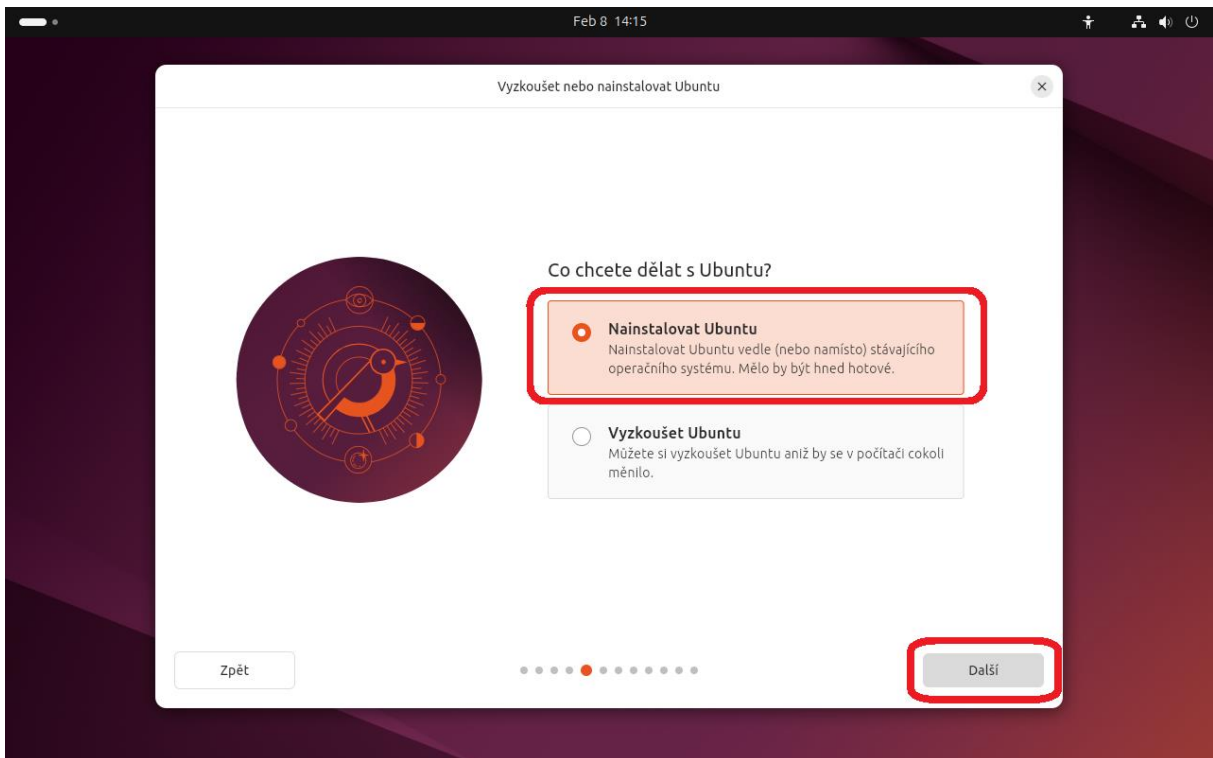 Feb 8 14:15
Vyzkoušet nebo nainstalovat Ubuntu
Co chcete dělat s Ubuntu?
Nainstalovat Ubuntu
Nainstalovat Ubuntu vedle (nebo namísto) stávajícího
operačního systému. Mělo by být hned hotové.
Vyzkoušet Ubuntu
Můžete si vyzkoušet Ubuntu aniž by se v počítači cokoli
měnilo.
Zpět
Další